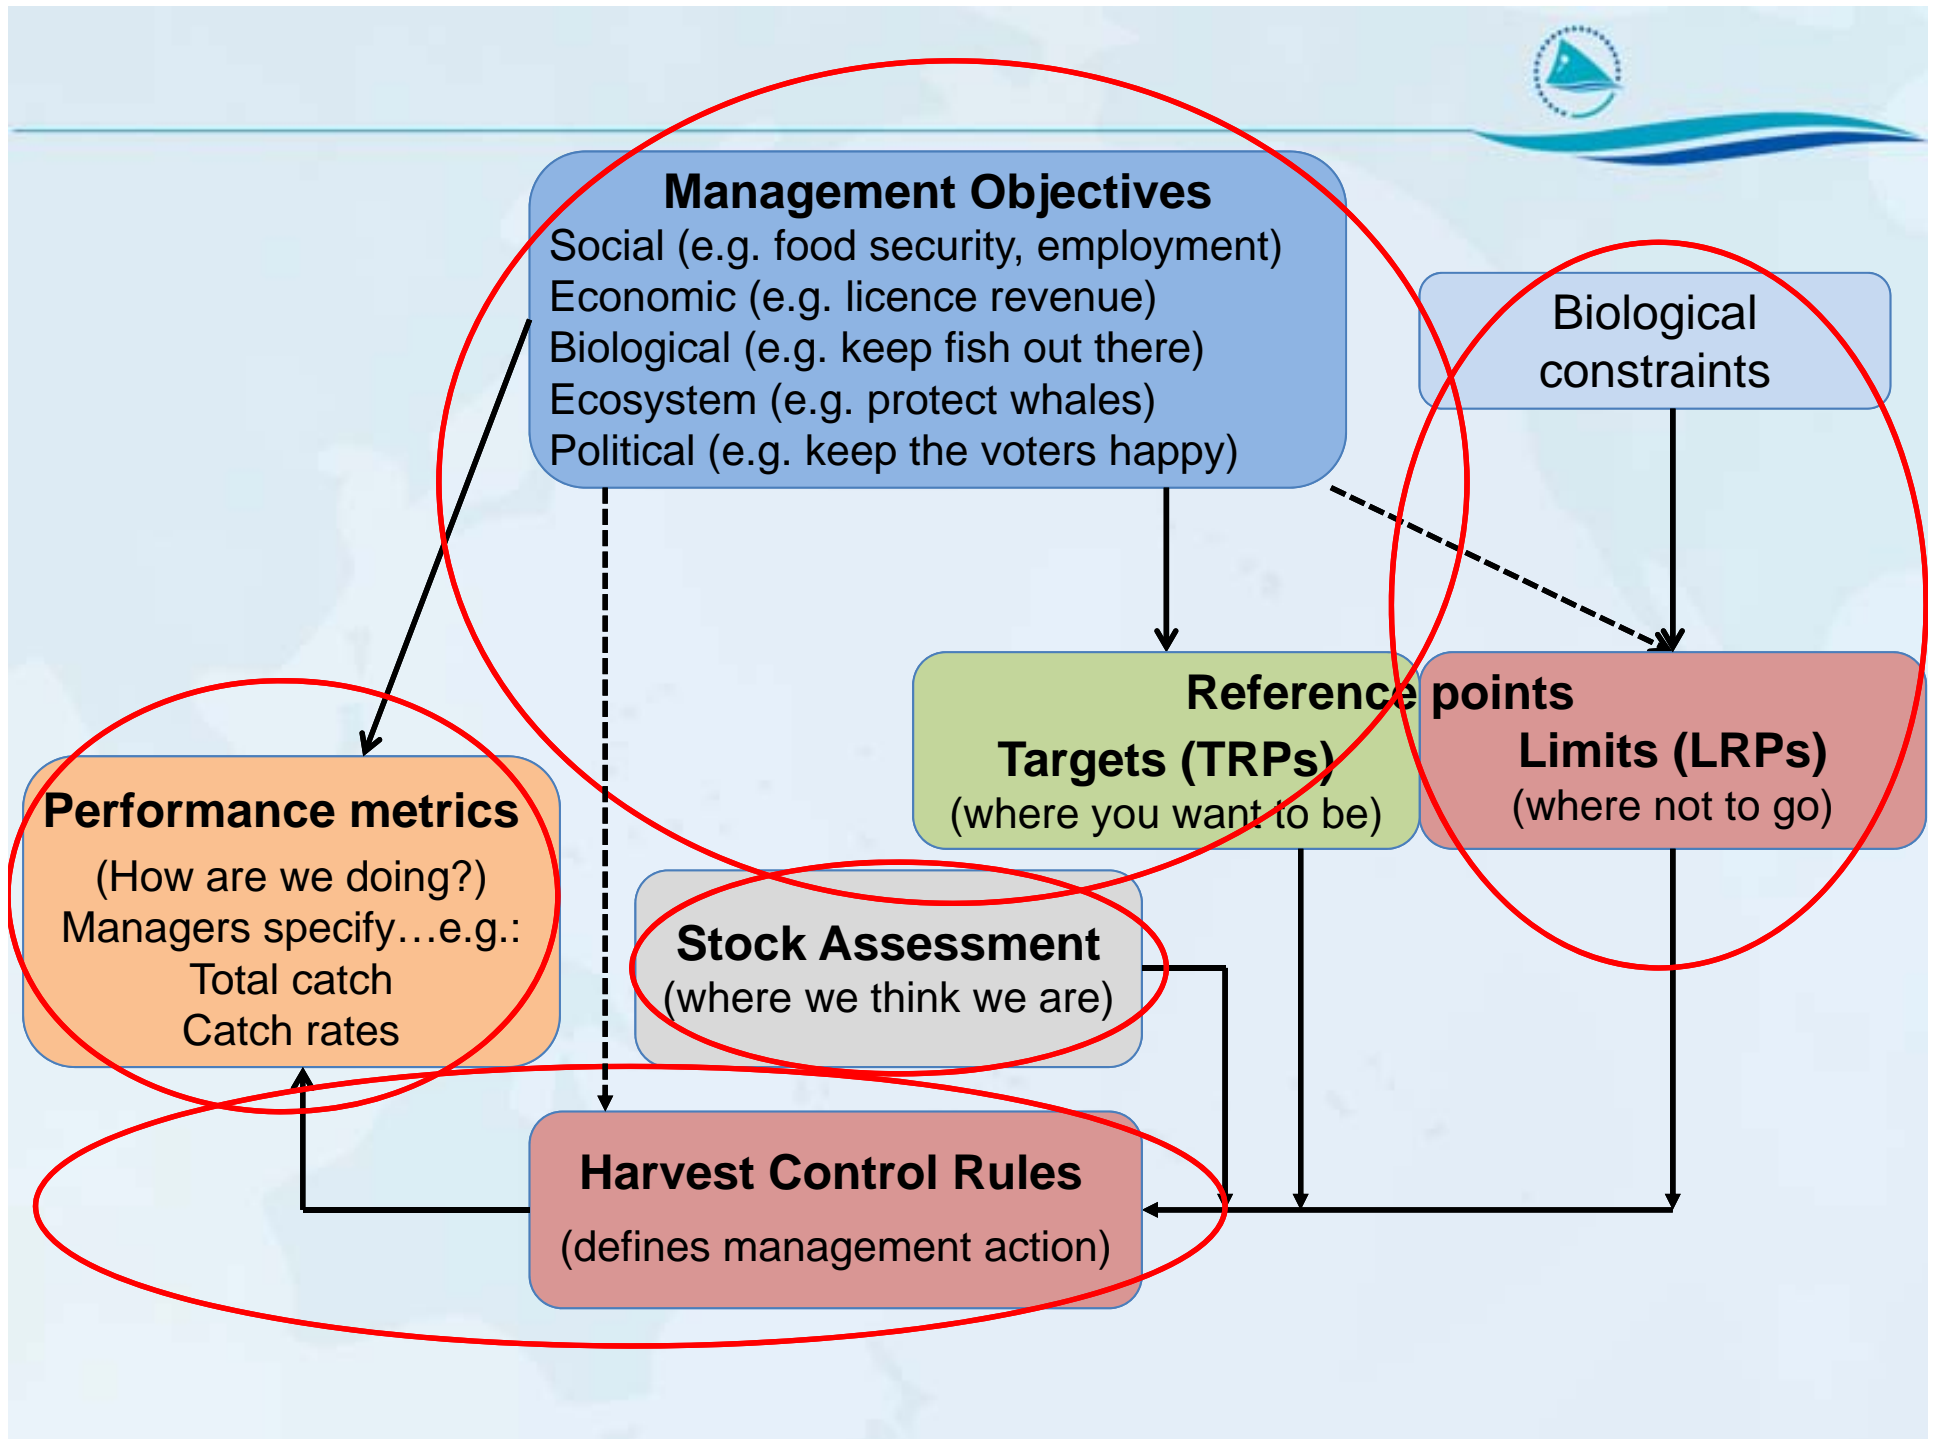 Management Objectives
Social (e.g. food security, employment)
Economic (e.g. licence revenue)
Biological (e.g. keep fish out there)
Ecosystem (e.g. protect whales)
Political (e.g. keep the voters happy)
Biological
constraints
Reference points
Targets (TRPs)
(where you want to be)
Limits (LRPs)
(where not to go)
Performance metrics
(How are we doing?)
Managers specify…e.g.:
Total catch
Catch rates
Stock Assessment
(where we think we are)
Harvest Control Rules
(defines management action)